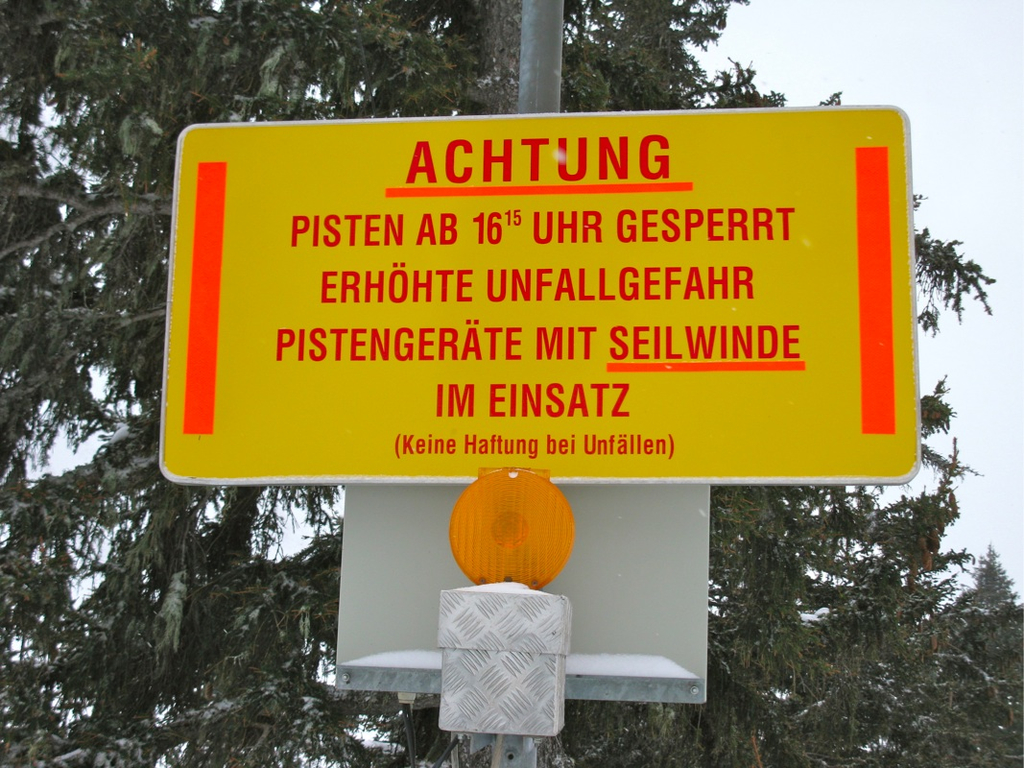 ACHTUNG
PISTEN AB 16¹⁵ UHR GESPERRT
ERHÖHTE UNFALLGEFAHR
PISTENGERÄTE MIT SEILWINDE
IM EINSATZ
(Keine Haftung bei Unfällen)